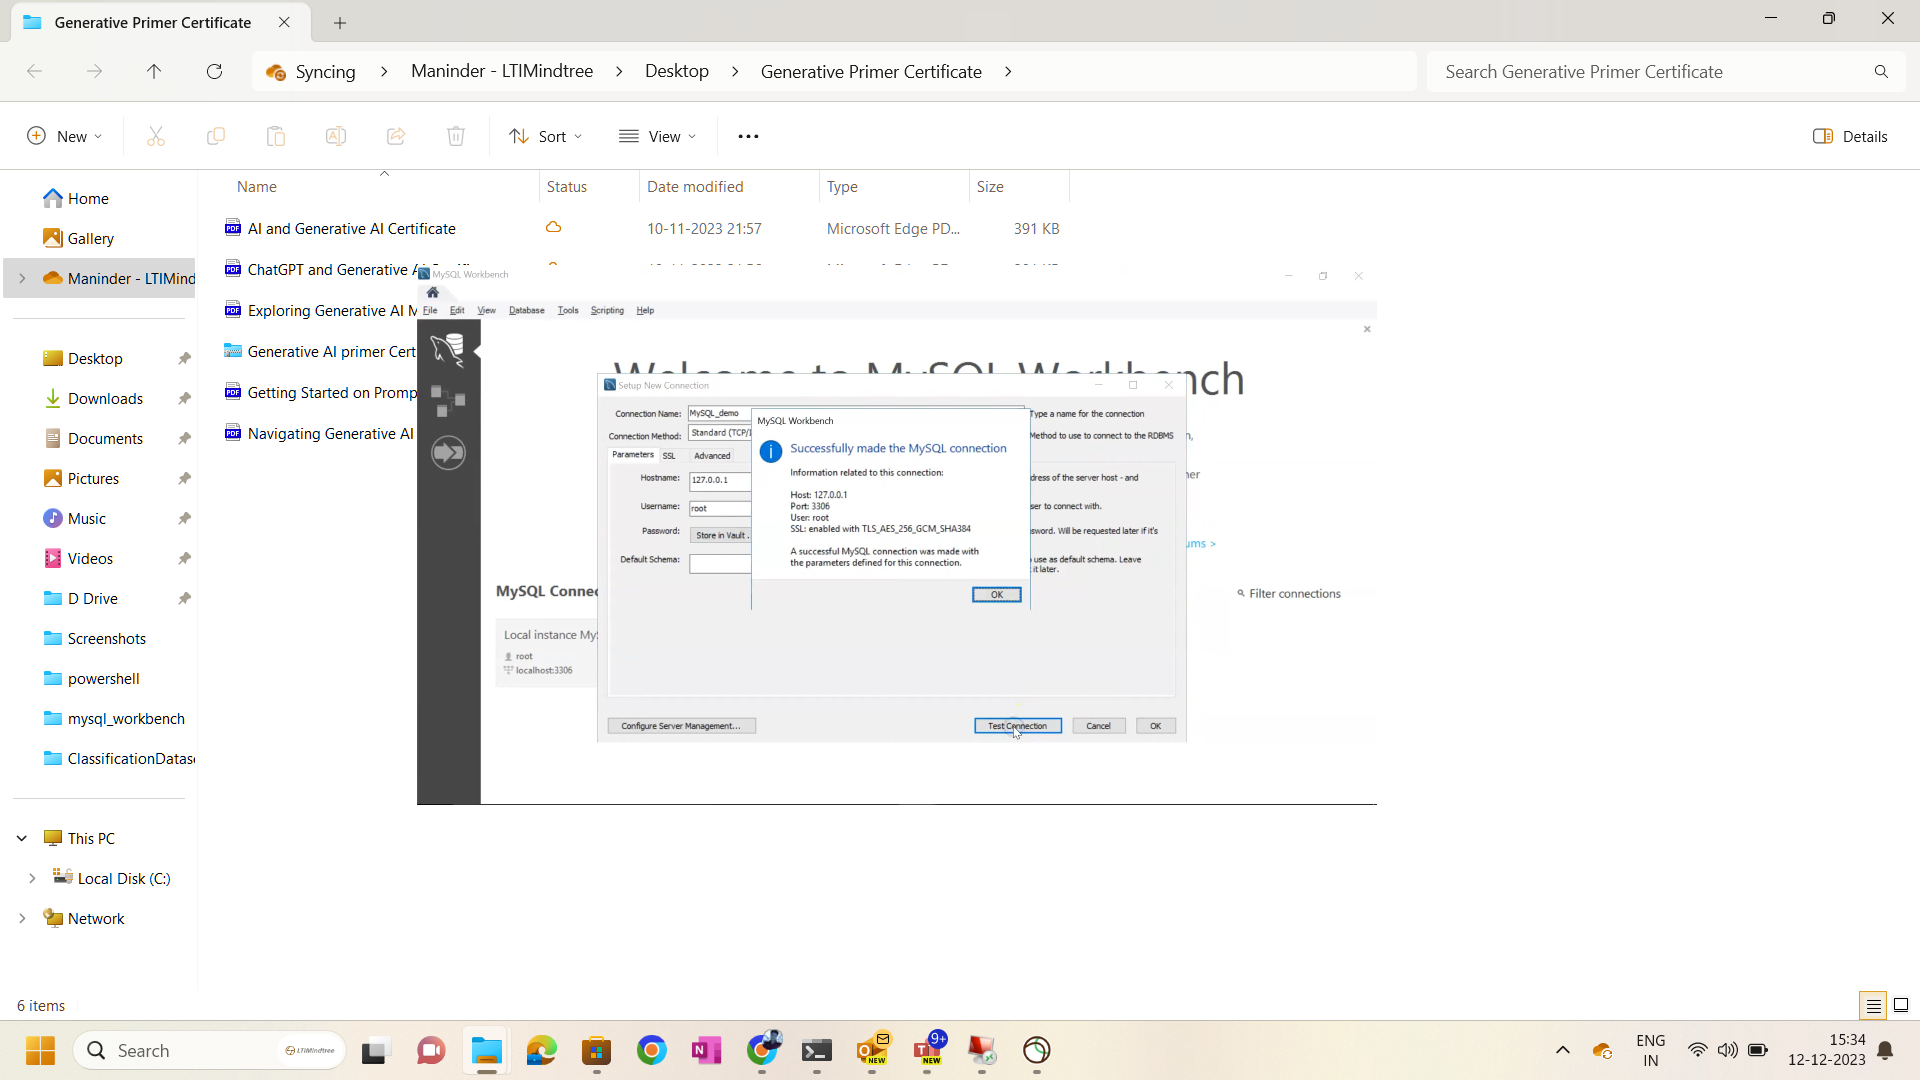 Generative Primer Certificate
Syncing > Maninder - LTIMindtree > Desktop > Generative Primer Certificate >
Search Generative Primer Certificate
New
Sort
View
Details
Name Status Date modified Type Size
Home
Gallery
Maninder - LTIMind
Desktop
Downloads
Documents
Pictures
Music
Videos
D Drive
Screenshots
powershell
mysql_workbench
ClassificationDatas
This PC
Local Disk (C:)
Network
AI and Generative AI Certificate 10-11-2023 21:57 Microsoft Edge PD... 391 KB
ChatGPT and Generative
Exploring Generative AI M
Generative AI primer Cert
Getting Started on Promp
Navigating Generative AI
MySQL Workbench
File Edit View Database Tools Scripting Help
Welcome to MySQL Workbench
Setup New Connection
Connection Name: MySQL_demo
Type a name for the connection
Connection Method: Standard (TCP/I
Method to use to connect to the RDBMS
Parameters SSL Advanced
Hostname: 127.0.0.1
dress of the server host - and
Username: root
ser to connect with.
Password: Store in Vault .
sword. Will be requested later if it's
Default Schema:
use as default schema. Leave
it later.
MySQL Workbench
Successfully made the MySQL connection
Information related to this connection:
Host: 127.0.0.1
Port: 3306
User: root
SSL: enabled with TLS_AES_256_GCM_SHA384
A successful MySQL connection was made with
the parameters defined for this connection.
OK
Configure Server Management...
Test Connection
Cancel
OK
ums >
MySQL Connec
Filter connections
Local instance My
root
localhost:3306
6 items
Search
LTIMindtree
NEW
9+
NEW
ENG
IN
15:34
12-12-2023